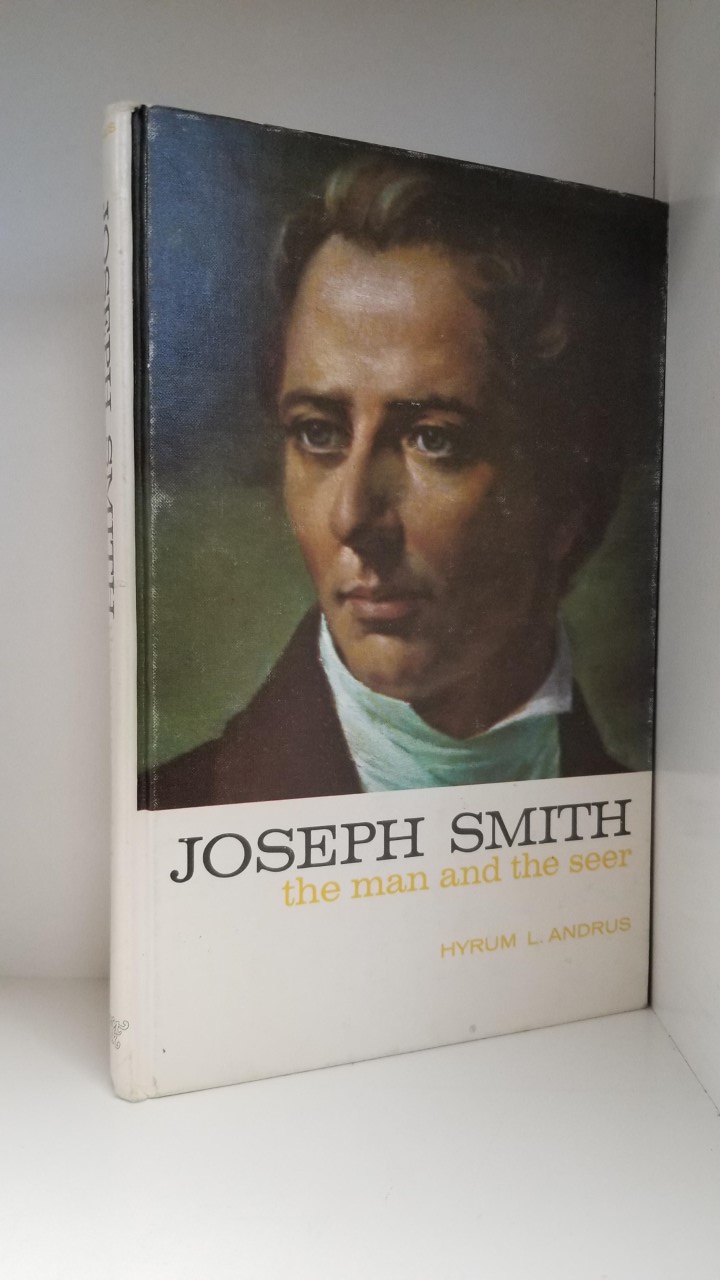 JOSEPH SMITH
JOSEPH SMITH
the man and the seer
HYRUM L. ANDRUS